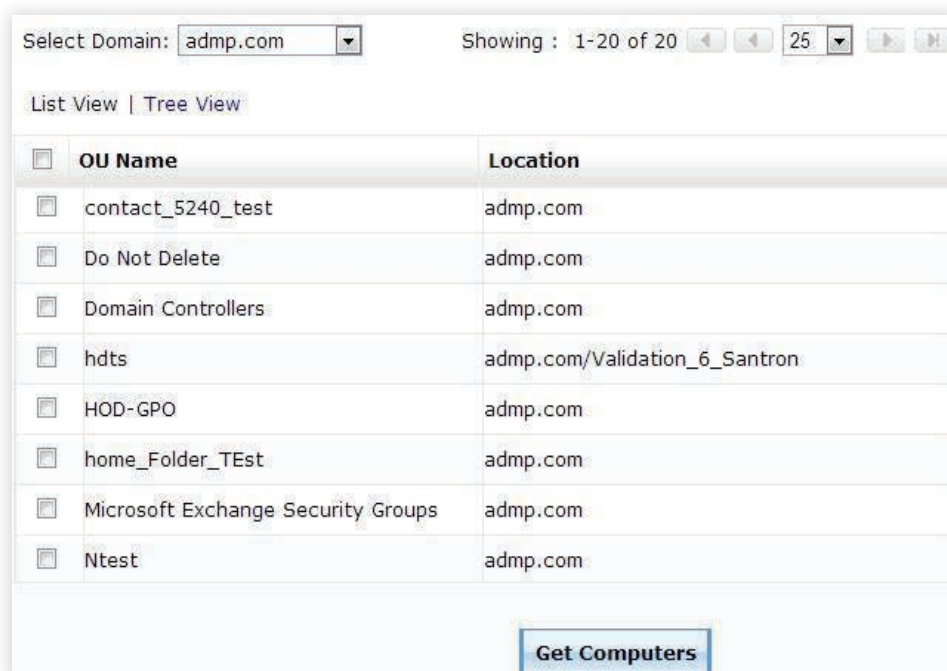 Select Domain: admp.com Showing : 1-20 of 20 25
List View | Tree View
OU Name Location
contact_5240_test admp.com
Do Not Delete admp.com
Domain Controllers admp.com
hdts admp.com/Validation_6_Santron
HOD-GPO admp.com
home_Folder_TEst admp.com
Microsoft Exchange Security Groups admp.com
Ntest admp.com
Get Computers